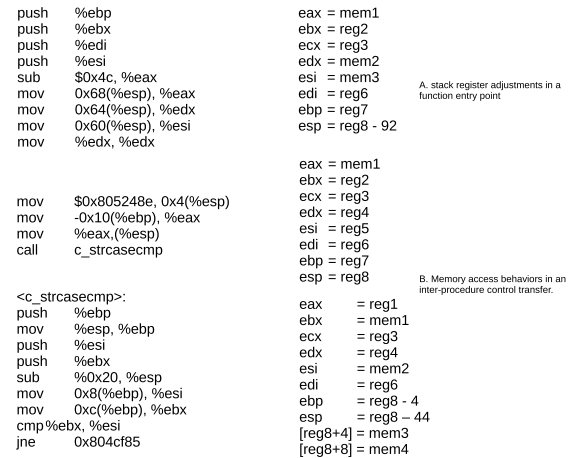 push %ebp
push %ebx
push %edi
push %esi
sub $0x4c, %eax
mov 0x68(%esp), %eax
mov 0x64(%esp), %edx
mov 0x60(%esp), %esi
mov %edx, %edx
eax = mem1
ebx = reg2
ecx = reg3
edx = mem2
esi = mem3
edi = reg6
ebp = reg7
esp = reg8 - 92
A. stack register adjustments in a
function entry point
mov $0x805248e, 0x4(%esp)
mov -0x10(%ebp), %eax
mov %eax,(%esp)
call c_strcasecmp
eax = mem1
ebx = reg2
ecx = reg3
edx = reg4
esi = reg5
edi = reg6
ebp = reg7
esp = reg8
B. Memory access behaviors in an
inter-procedure control transfer.
<c_strcasecmp>:
push %ebp
mov %esp, %ebp
push %esi
push %ebx
sub %0x20, %esp
mov 0x8(%ebp), %esi
mov 0xc(%ebp), %ebx
cmp%ebx, %esi
jne 0x804cf85
eax = reg1
ebx = mem1
ecx = reg3
edx = reg4
esi = mem2
edi = reg6
ebp = reg8 - 4
esp = reg8 – 44
[reg8+4] = mem3
[reg8+8] = mem4